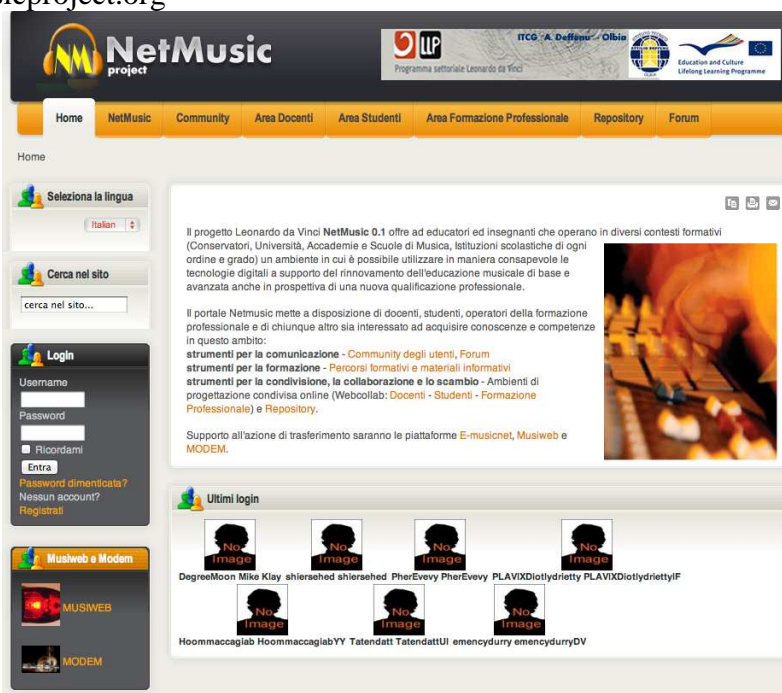 sicproject.org
NetMusic
project
LLP
Programma settoriale Leonardo da Vinci
ITCG "A. Deffenu" - Olbia
Education and Culture
Lifelong Learning Programme
Home NetMusic Community Area Docenti Area Studenti Area Formazione Professionale Repository Forum
Home
Seleziona la lingua
Italian
Cerca nel sito
cerca nel sito...
Login
Username
Password
Ricordami
Entra
Password dimenticata?
Nessun account?
Registrati
Musiweb e Modem
MUSIWEB
MODEM
Il progetto Leonardo da Vinci NetMusic 0.1 offre ad educatori ed insegnanti che operano in diversi contesti formativi
(Conservatori, Università, Accademie e Scuole di Musica, Istituzioni scolastiche di ogni
ordine e grado) un ambiente in cui è possibile utilizzare in maniera consapevole le
tecnologie digitali a supporto del rinnovamento dell'educazione musicale di base e
avanzata anche in prospettiva di una nuova qualificazione professionale.
Il portale Netmusic mette a disposizione di docenti, studenti, operatori della formazione
professionale e di chiunque altro sia interessato ad acquisire conoscenze e competenze
in questo ambito:
strumenti per la comunicazione - Community degli utenti, Forum
strumenti per la formazione - Percorsi formativi e materiali informativi
strumenti per la condivisione, la collaborazione e lo scambio - Ambienti di
progettazione condivisa online (Webcollab: Docenti - Studenti - Formazione
Professionale) e Repository.
Supporto all'azione di trasferimento saranno le piattaforme E-musicnet, Musiweb e
MODEM.
Ultimi login
No Image No Image No Image No Image
DegreeMoon Mike Klay shiersehed shiersehed PherEvevy PherEvevy PLAVIXDiotlydrietty PLAVIXDiotlydriettyIF
No Image No Image No Image
Hoommaccagiab HoommaccagiabYY Tatendatt TatendattUI emencydurry emencydurryDV